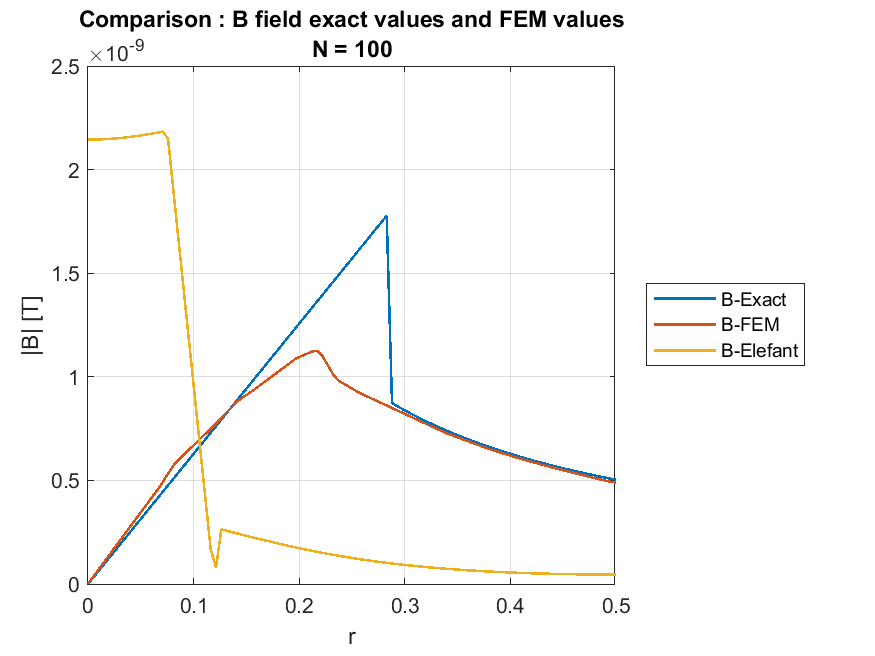 Comparison : B field exact values and FEM values
N = 100
×10-9
2.5
2
1.5
1
0.5
0
0 0.1 0.2 0.3 0.4 0.5
r
|B| [T]
B-Exact
B-FEM
B-Elefant